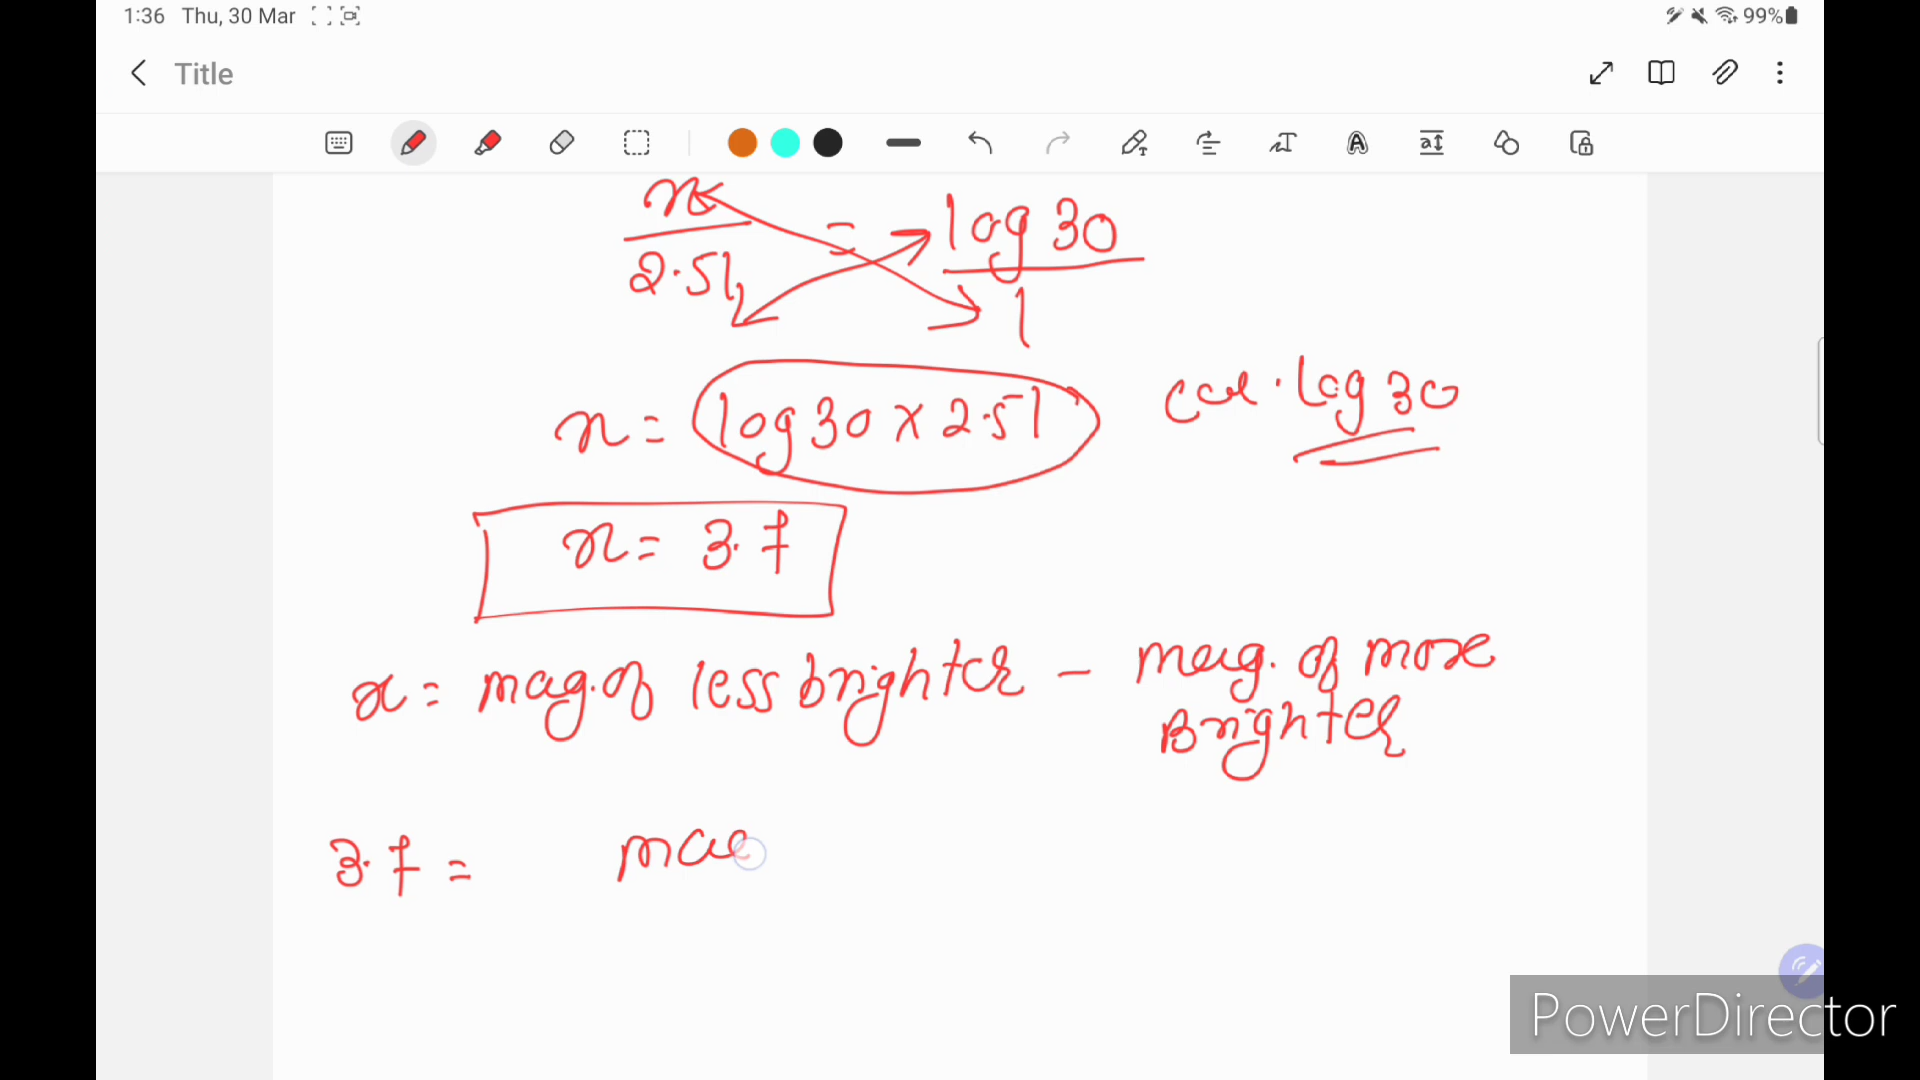 1:36 Thu, 30 Mar 99%
Title
x/2.51 = log 30/1
x = log 30 x 2.51 cal. log 30
x = 3.7
x = mag. of less brighter - mag. of more
Brighter
3.7 = mag
PowerDirector